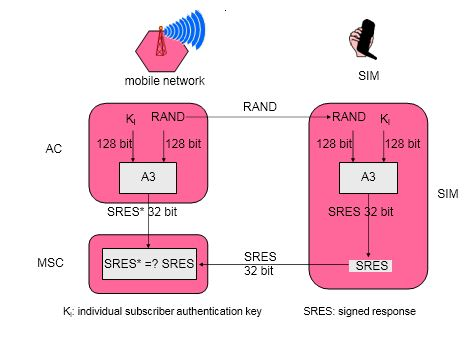 mobile network
SIM
RAND
Ki RAND
RAND Ki
AC
128 bit 128 bit
128 bit 128 bit
A3
A3
SIM
SRES* 32 bit
SRES 32 bit
MSC
SRES* =? SRES
SRES
32 bit
SRES
Ki: individual subscriber authentication key
SRES: signed response